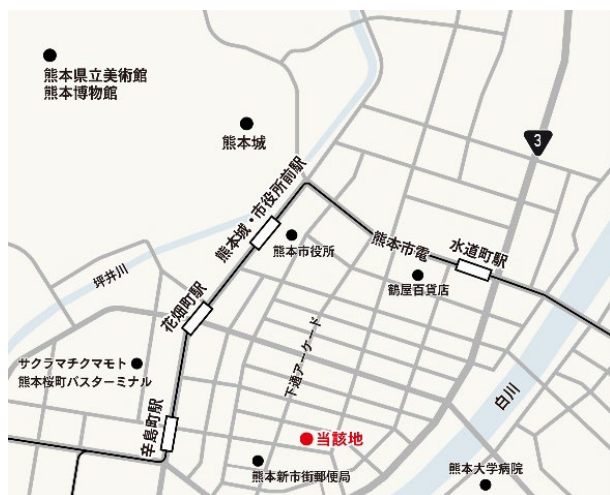 熊本県立美術館
熊本博物館
熊本城
3
熊本城・市役所前駅
熊本市役所
熊本市電
水道町駅
鶴屋百貨店
坪井川
花畑町駅
下通アーケード
サクラマチクマモト
熊本桜町バスターミナル
白川
辛島町駅
当該地
熊本新市街郵便局
熊本大学病院